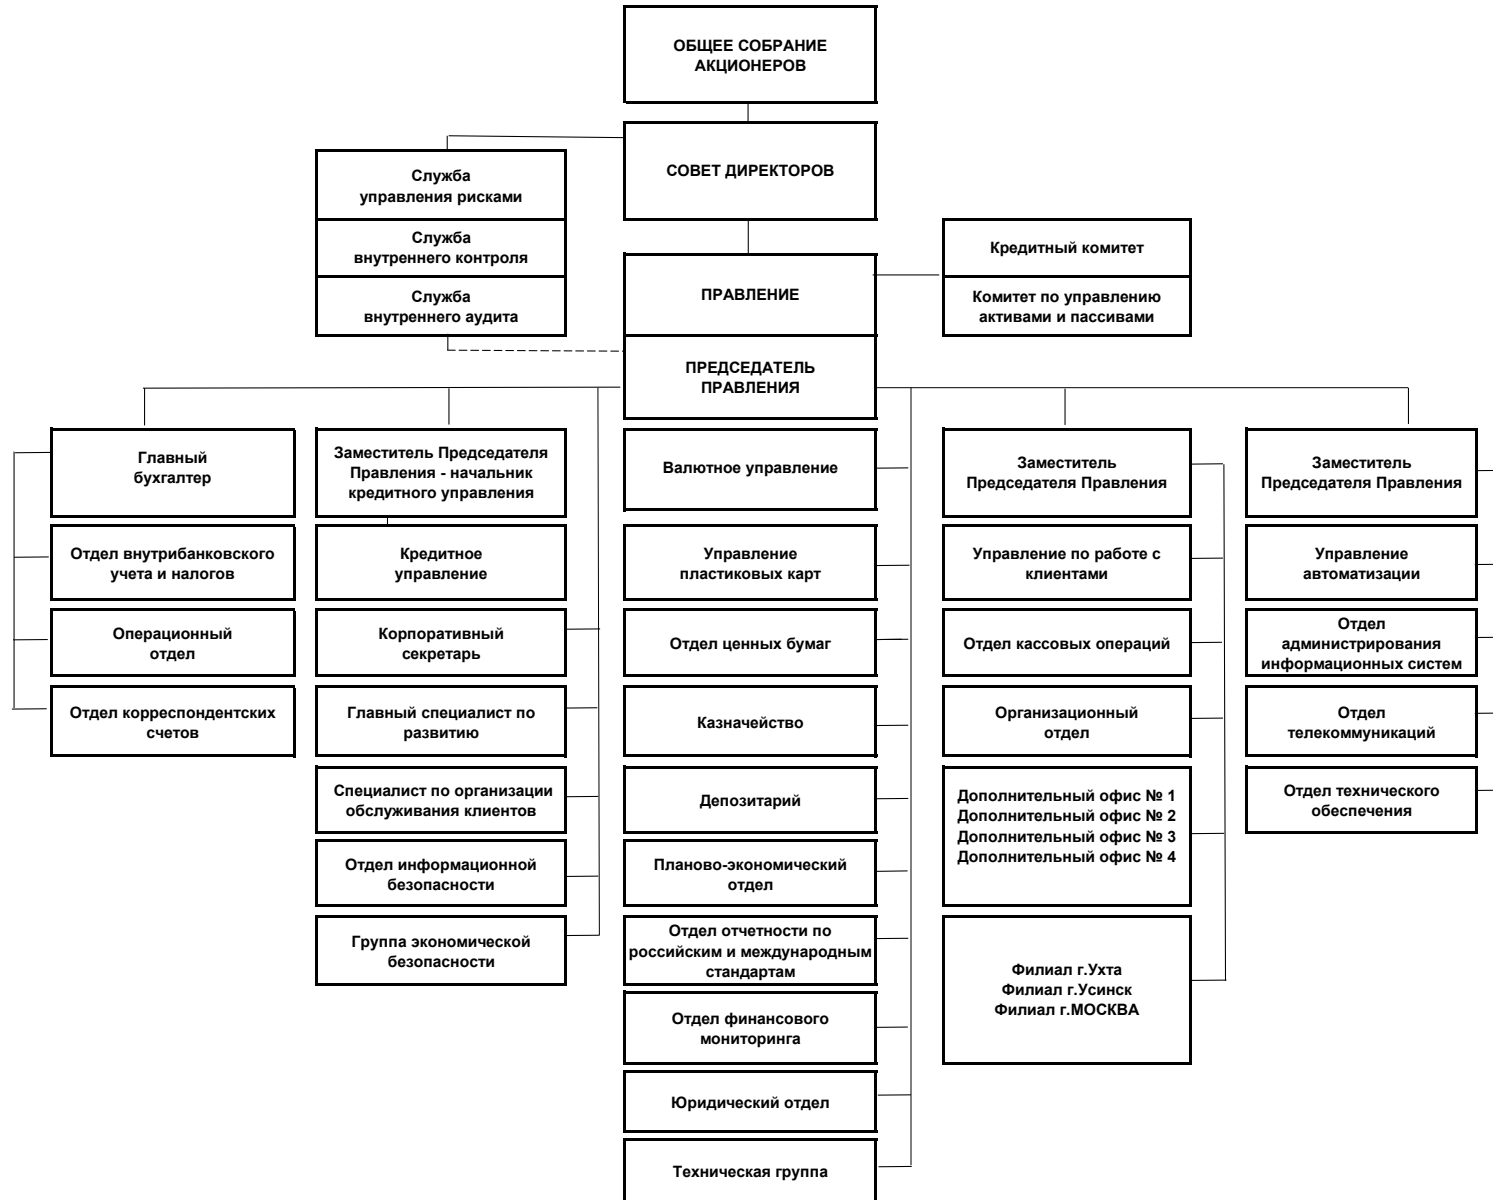 ОБЩЕЕ СОБРАНИЕ
АКЦИОНЕРОВ
СОВЕТ ДИРЕКТОРОВ
Служба
управления рисками
Служба
внутреннего контроля
Служба
внутреннего аудита
ПРАВЛЕНИЕ
Кредитный комитет
Комитет по управлению
активами и пассивами
ПРЕДСЕДАТЕЛЬ
ПРАВЛЕНИЯ
Главный
бухгалтер
Отдел внутрибанковского
учета и налогов
Операционный
отдел
Отдел корреспондентских
счетов
Заместитель Председателя
Правления - начальник
кредитного управления
Кредитное
управление
Корпоративный
секретарь
Главный специалист по
развитию
Специалист по организации
обслуживания клиентов
Отдел информационной
безопасности
Группа экономической
безопасности
Валютное управление
Управление
пластиковых карт
Отдел ценных бумаг
Казначейство
Депозитарий
Планово-экономический
отдел
Отдел отчетности по
российским и международным
стандартам
Отдел финансового
мониторинга
Юридический отдел
Техническая группа
Заместитель
Председателя Правления
Управление по работе с
клиентами
Отдел кассовых операций
Организационный
отдел
Дополнительный офис № 1
Дополнительный офис № 2
Дополнительный офис № 3
Дополнительный офис № 4
Филиал г.Ухта
Филиал г.Усинск
Филиал г.МОСКВА
Заместитель
Председателя Правления
Управление
автоматизации
Отдел
администрирования
информационных систем
Отдел
телекоммуникаций
Отдел технического
обеспечения